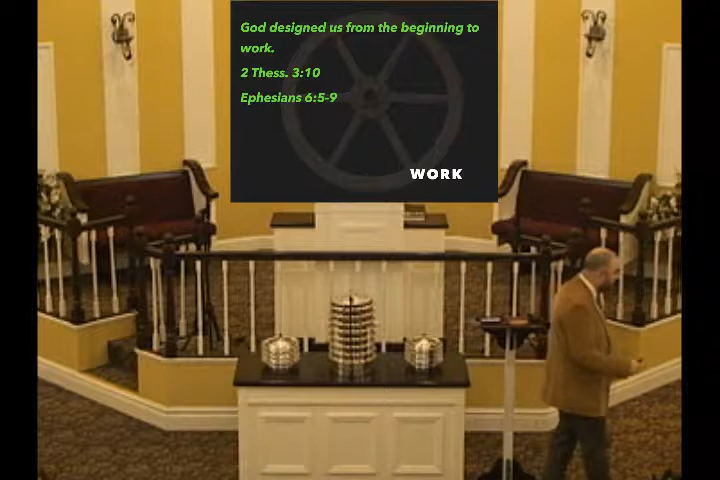 God designed us from the beginning to
work.
2 Thess. 3:10
Ephesians 6:5-9
WORK